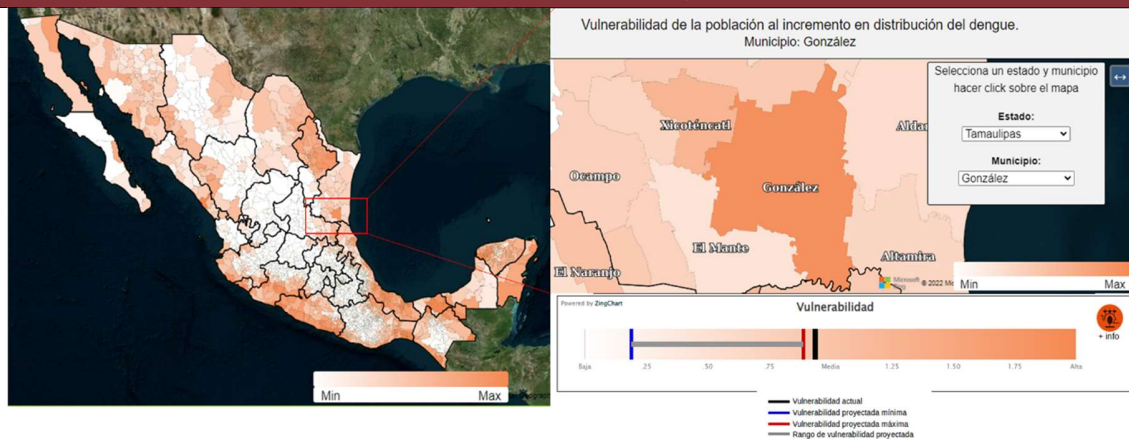 Min
Max
Vulnerabilidad de la población al incremento en distribución del dengue.
Municipio: González
Xicoténcatl
Ocampo
González
El Mante
El Naranjo
Altamira
Selecciona un estado y municipio
hacer click sobre el mapa
Estado:
Tamaulipas
Municipio:
González
Microsoft
© 2022
Min
Max
Powered by ZingChart
Vulnerabilidad
+ info
Baja
.25
.50
.75
Media
1.25
1.50
1.75
Alta
Vulnerabilidad actual
Vulnerabilidad proyectada mínima
Vulnerabilidad proyectada máxima
Rango de vulnerabilidad proyectada